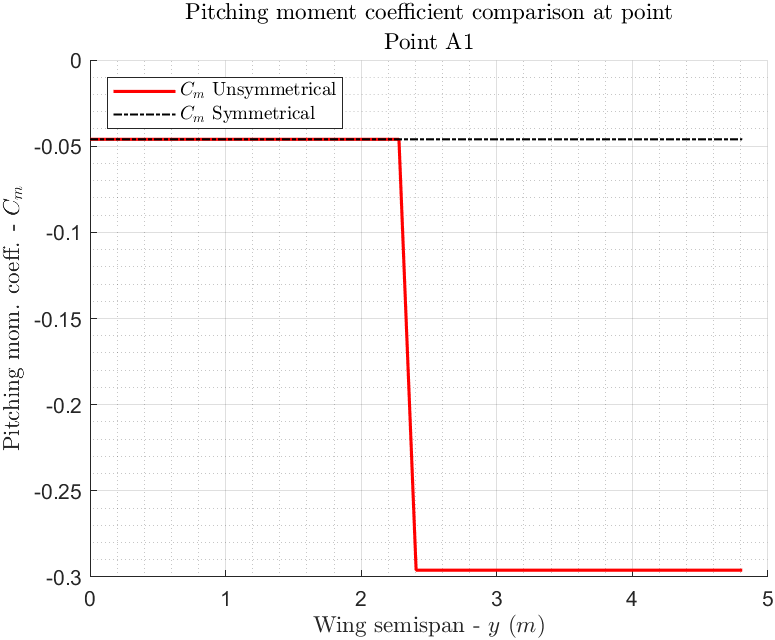 Pitching moment coefficient comparison at point
Point A1
C_m Unsymmetrical
C_m Symmetrical
0
-0.05
-0.1
-0.15
-0.2
-0.25
-0.3
Pitching mom. coeff. - C_m
0 1 2 3 4 5
Wing semispan - y (m)